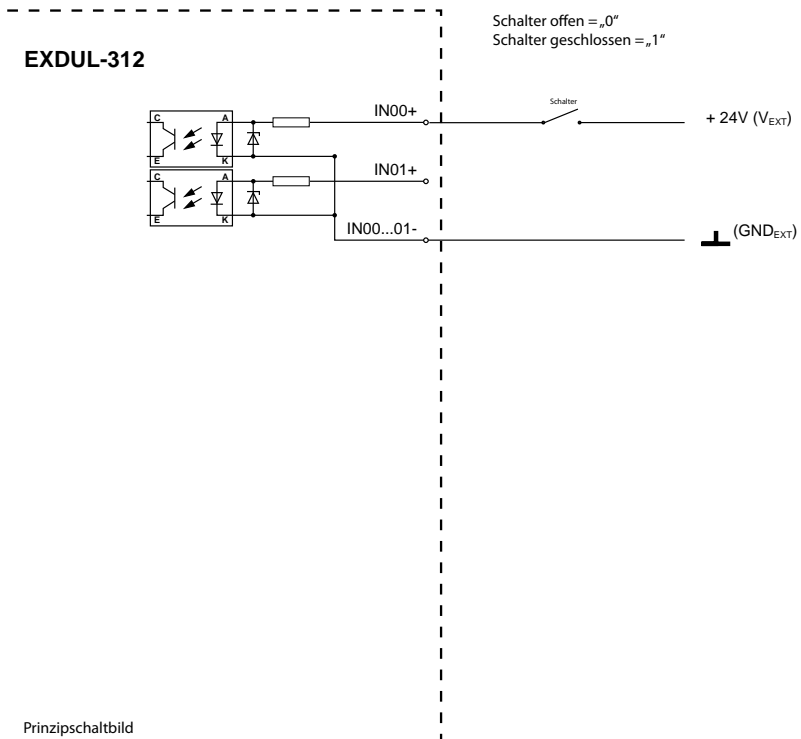 Schalter offen =„0“
Schalter geschlossen =„1“
EXDUL-312
Schalter
C A
IN00+
+ 24V (VEXT)
E K
IN01+
C A
E K
IN00...01-
(GNDEXT)
Prinzipschaltbild